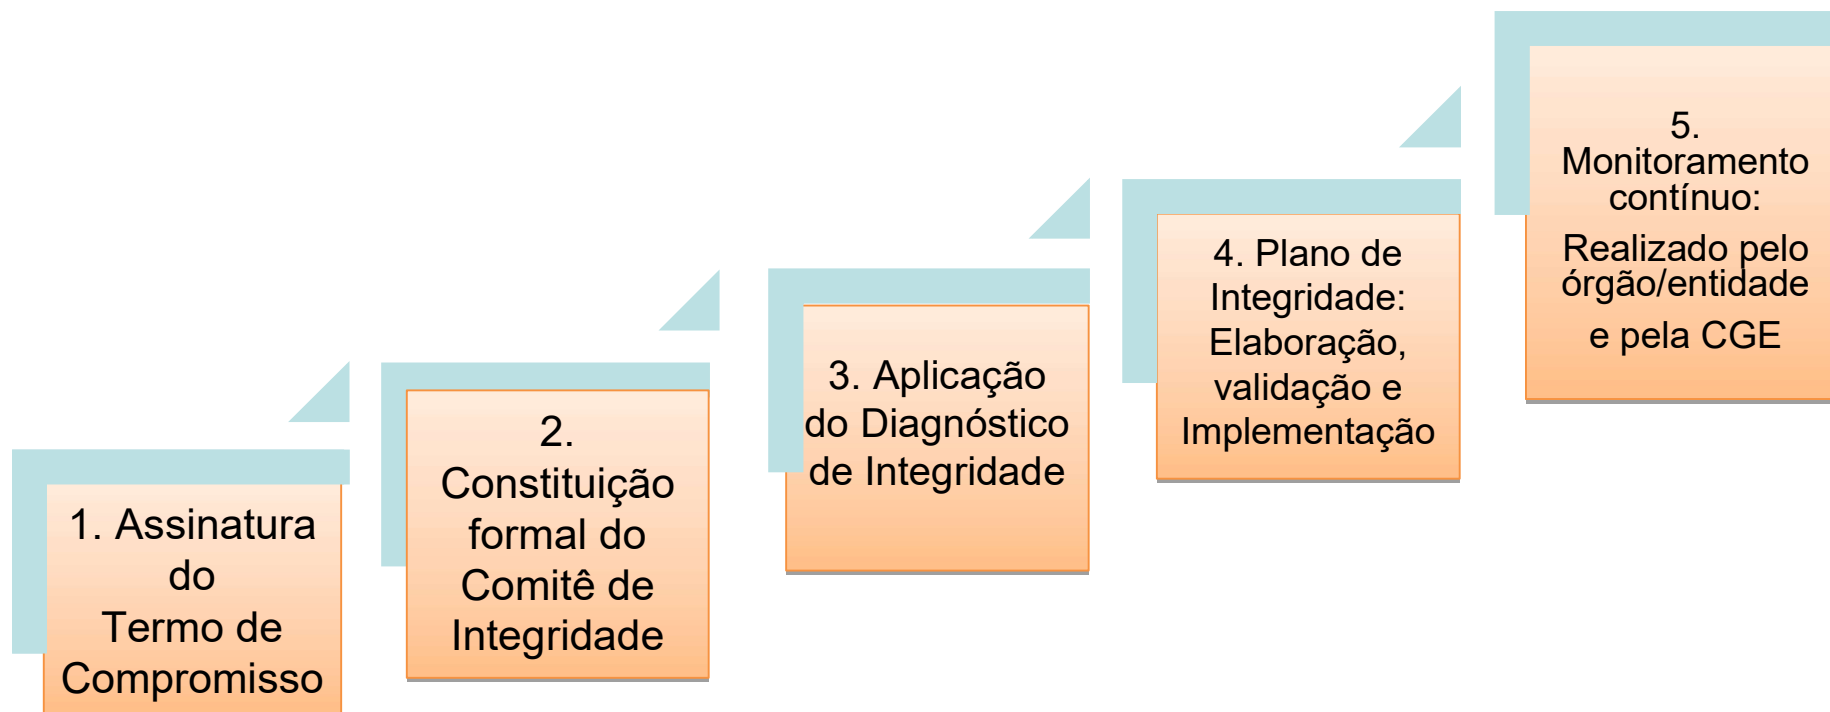 1. Assinatura
do
Termo de
Compromisso
2.
Constituição
formal do
Comitê de
Integridade
3. Aplicação
do Diagnóstico
de Integridade
4. Plano de
Integridade:
Elaboração,
validação e
Implementação
5.
Monitoramento
contínuo:
Realizado pelo
órgão/entidade
e pela CGE